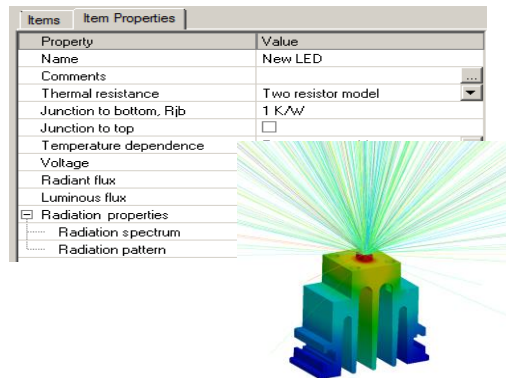 Items Item Properties
Property Value
Name New LED
Comments ...
Thermal resistance Two resistor model
Junction to bottom, Rjb 1 K/W
Junction to top
Temperature dependence
Voltage
Radiant flux
Luminous flux
Radiation properties
Radiation spectrum
Radiation pattern